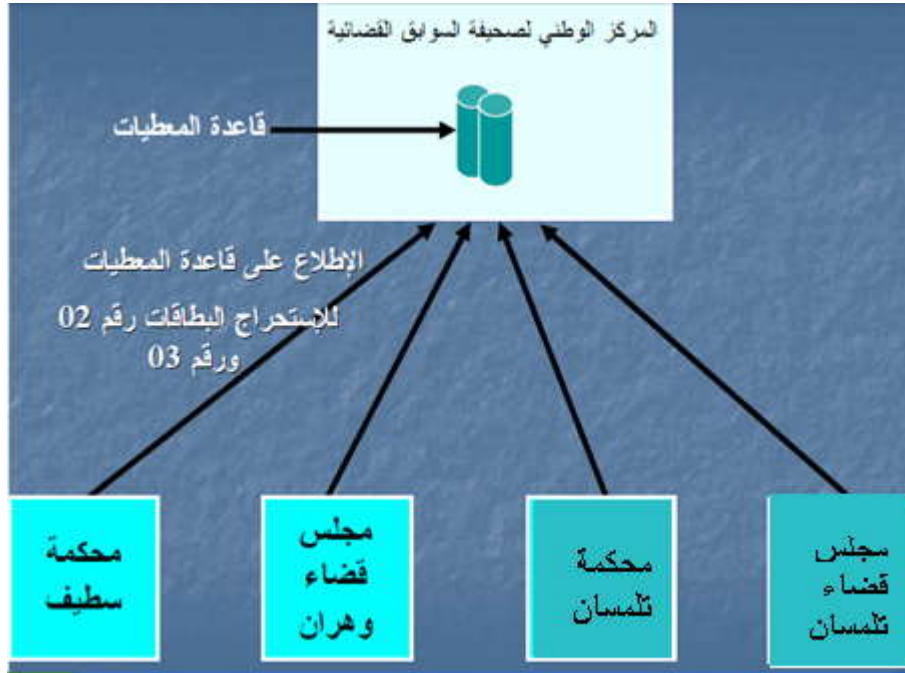 المركز الوطني لصحيفة السوابق القضائية
قاعدة المعطيات
الإطلاع على قاعدة المعطيات
للإستحراج البطاقات رقم 02
ورقم 03
مجلس
قضاء
تلمسان
محكمة
تلمسان
مجلس
قضاء
وهران
محكمة
سطيف